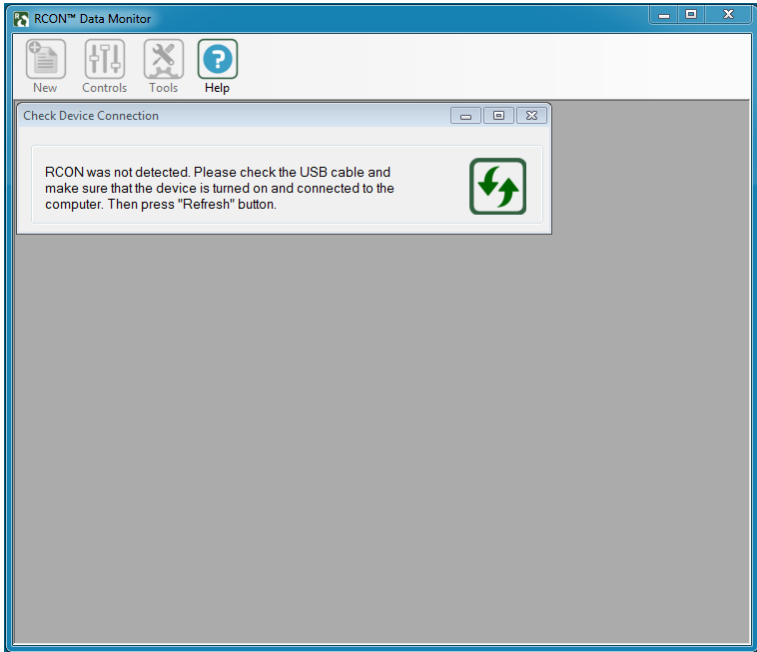 RCON™ Data Monitor
New Controls Tools Help
Check Device Connection
RCON was not detected. Please check the USB cable and
make sure that the device is turned on and connected to the
computer. Then press "Refresh" button.